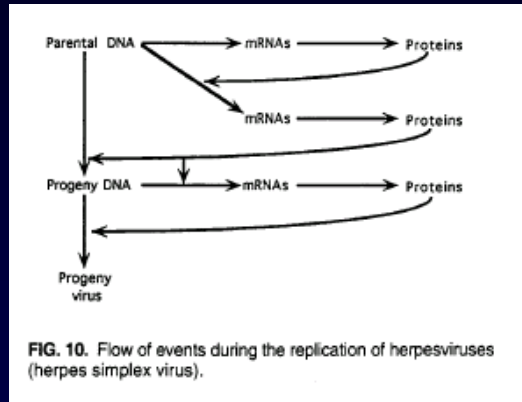 Parental DNA mRNAs Proteins
mRNAs Proteins
Progeny DNA mRNAs Proteins
Progeny
virus
FIG. 10. Flow of events during the replication of herpesviruses
(herpes simplex virus).